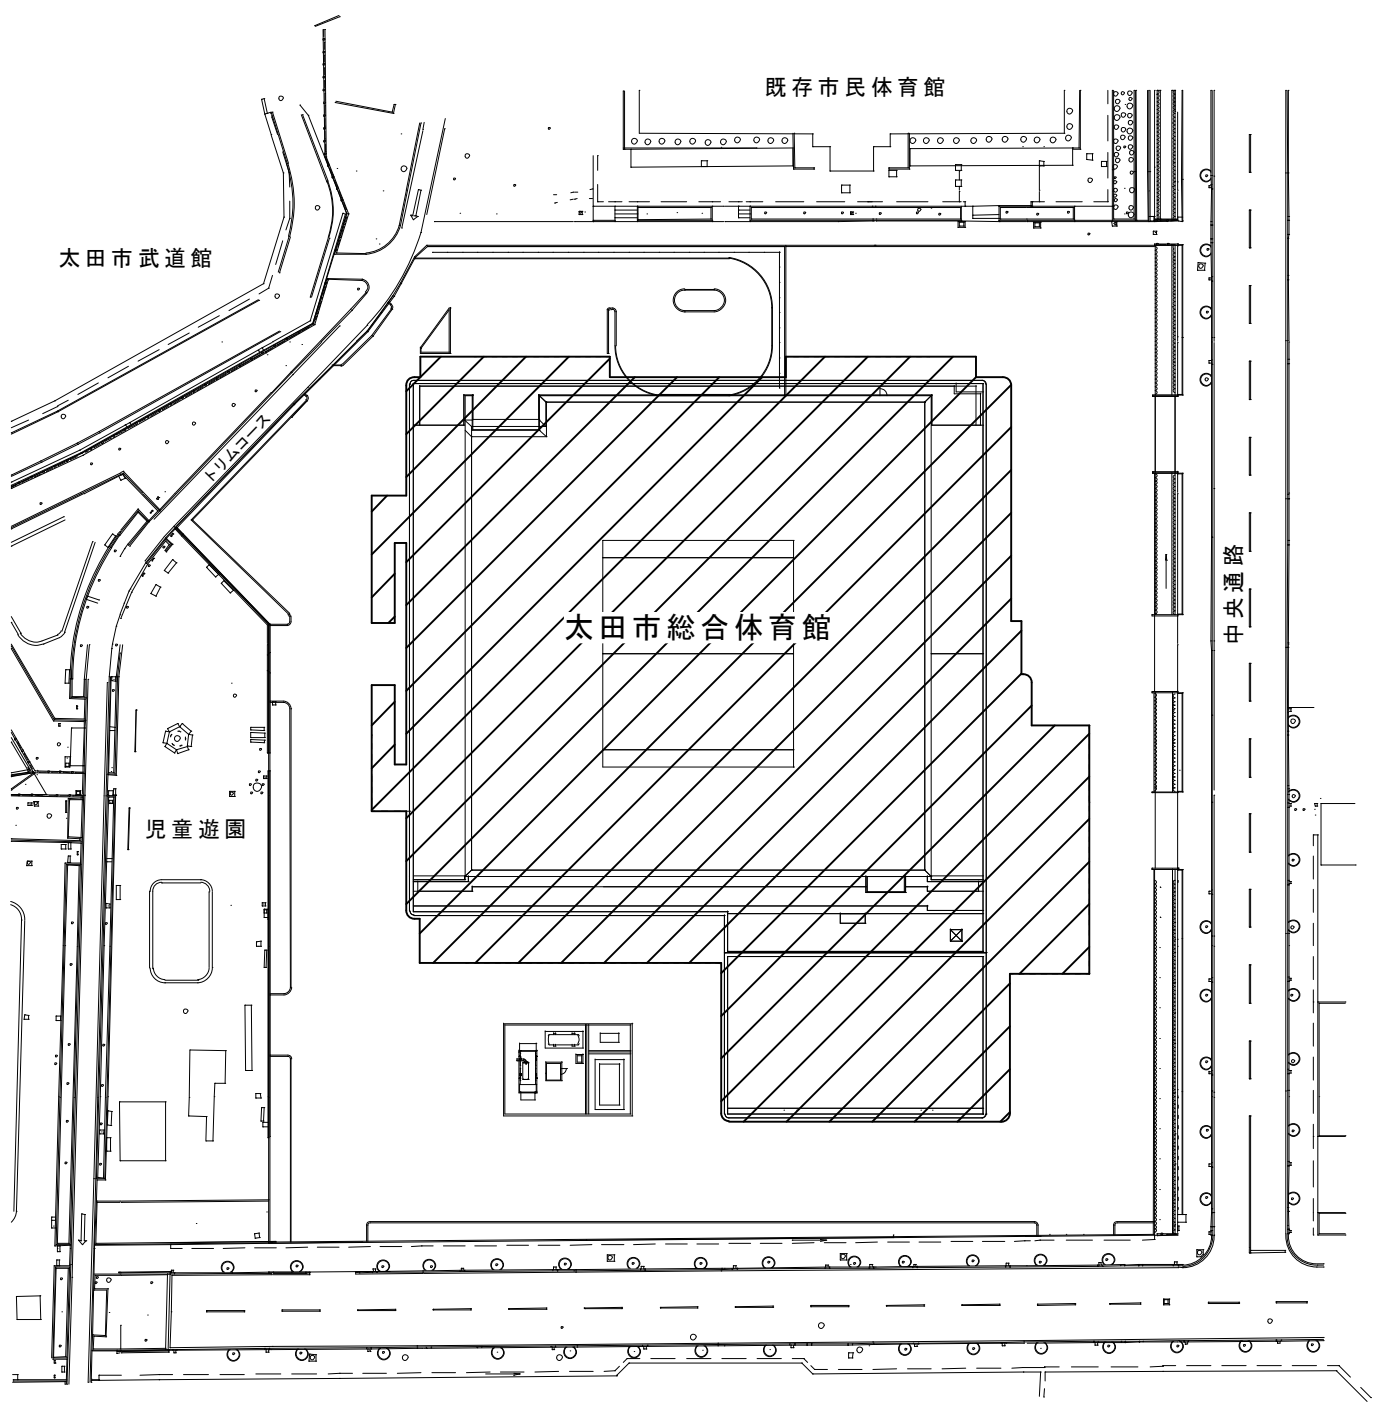 既存市民体育館
太田市武道館
トリムコース
中央通路
太田市総合体育館
児童遊園